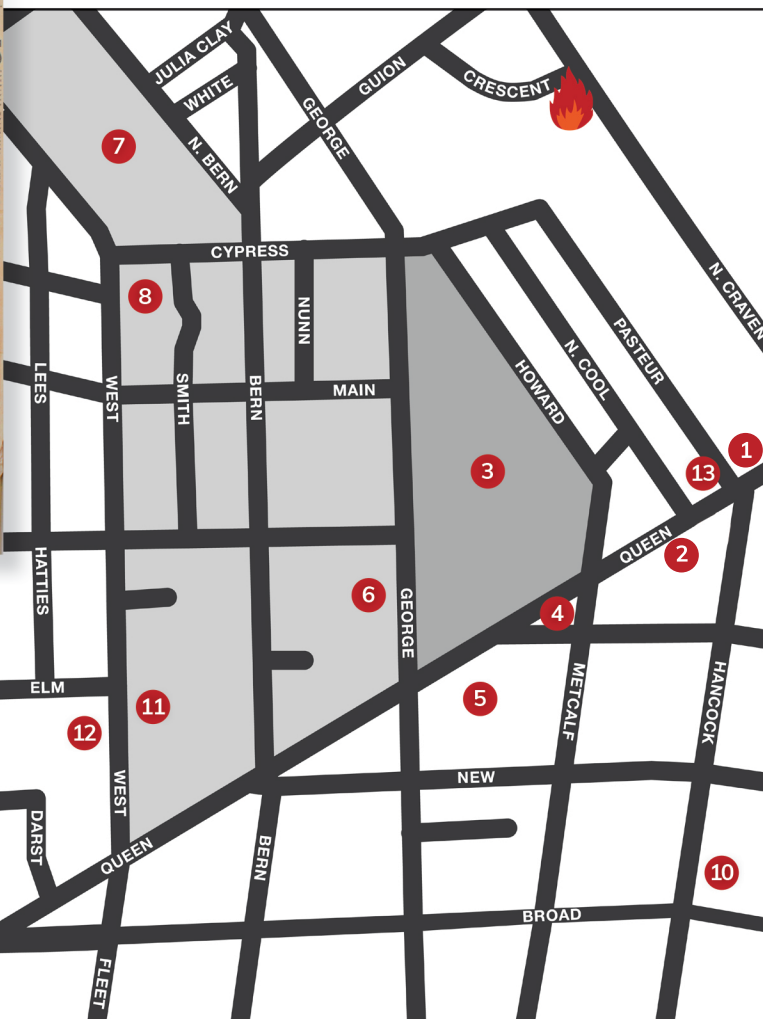 JULIA CLAY
WHITE
GUION
CRESCENT
GEORGE
7
N. BERN
CYPRESS
N. CRAVEN
8
NUNN
PASTEUR
N. COOL
HOWARD
LEES
WEST
SMITH
BERN
MAIN
1
3
13
HATTIES
QUEEN
2
6
GEORGE
4
ELM
METCALF
HANCOCK
5
11
12
NEW
WEST
DARST
QUEEN
BERN
10
BROAD
FLEET